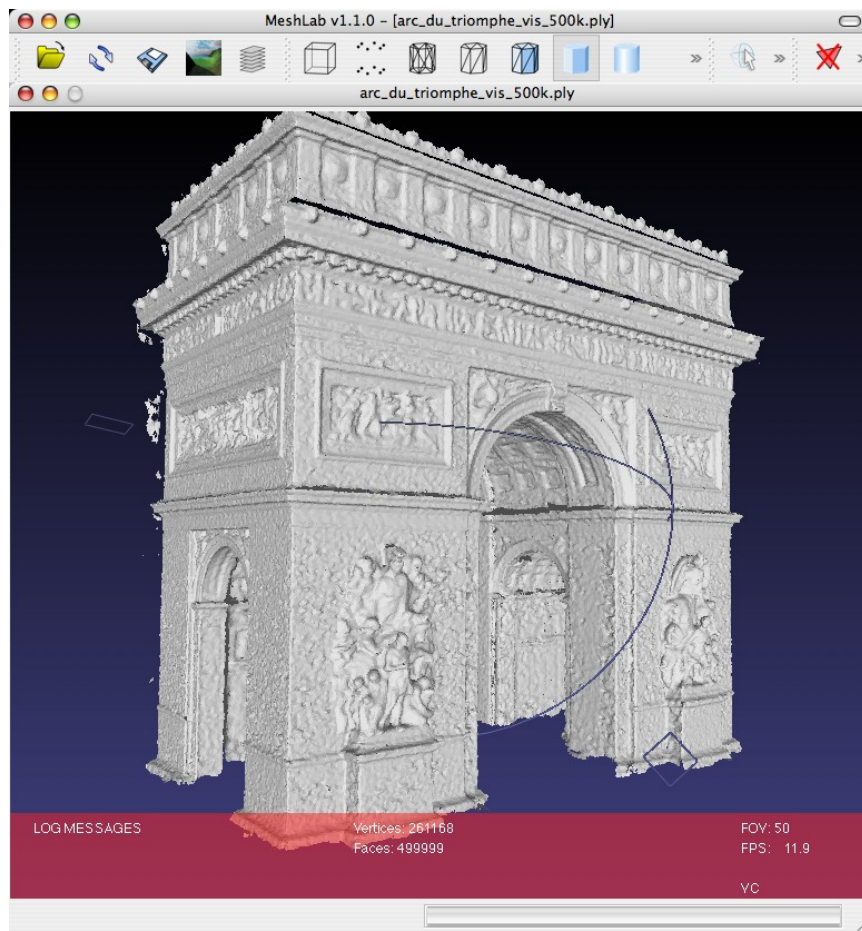 MeshLab v1.1.0 - [arc_du_triomphe_vis_500k.ply]
arc_du_triomphe_vis_500k.ply
LOG MESSAGES
Vertices: 261168
Faces: 499999
FOV: 50
FPS: 11.9
VC